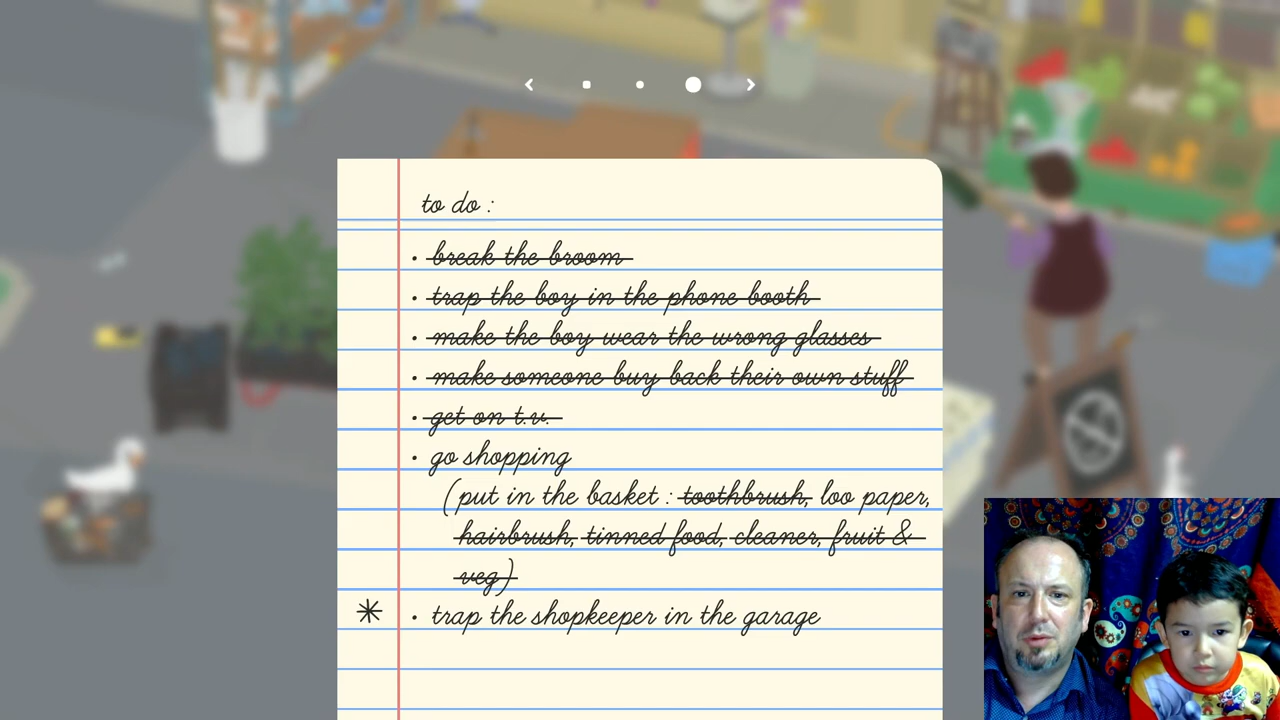 to do :
• break the broom
• trap the boy in the phone booth
• make the boy wear the wrong glasses
• make someone buy back their own stuff
• get on t.v.
• go shopping
(put in the basket : toothbrush, loo paper,
hairbrush, tinned food, cleaner, fruit &
veg)
* • trap the shopkeeper in the garage